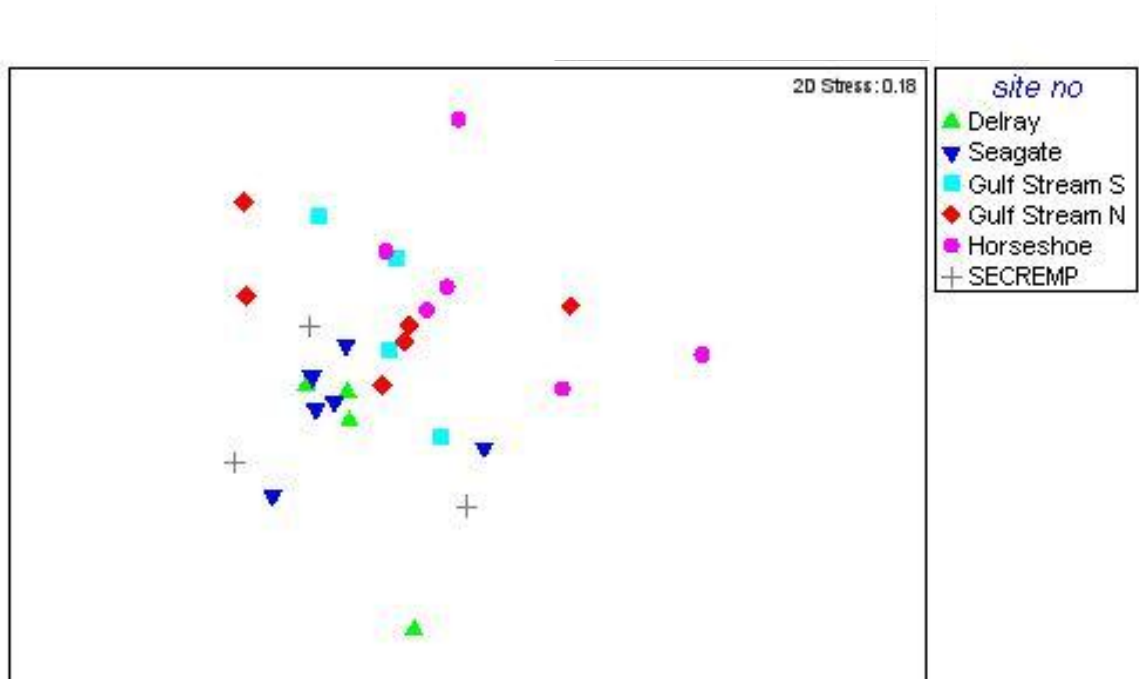 2D Stress: 0.18
site no
Delray
Seagate
Gulf Stream S
Gulf Stream N
Horseshoe
SECREMP